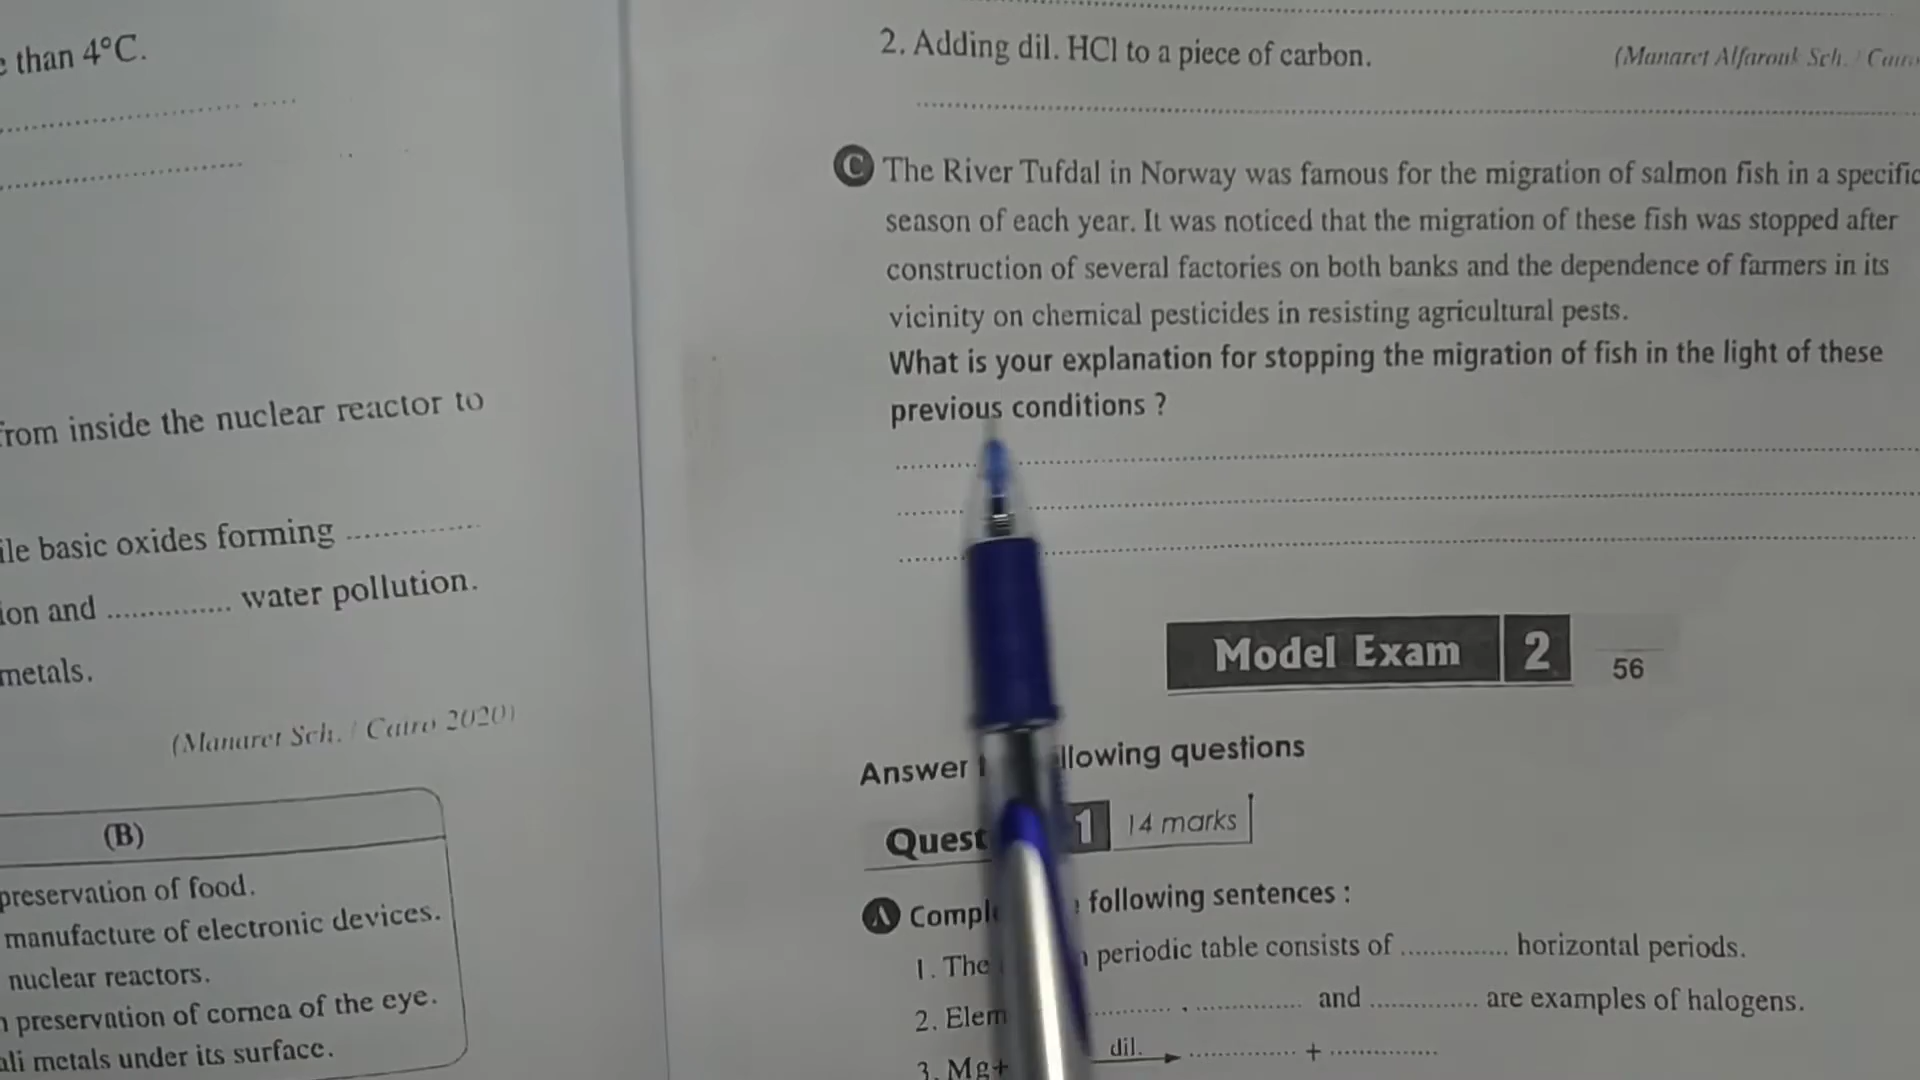 than 4°C.
from inside the nuclear reactor to
ile basic oxides forming ..............
ion and .............. water pollution.
metals.
(Manaret Sch. / Cairo 2020)
(B)
preservation of food.
manufacture of electronic devices.
nuclear reactors.
preservation of cornea of the eye.
ali metals under its surface.
2. Adding dil. HCl to a piece of carbon.
(Manaret Alfarouk Sch. / Cairo
C The River Tufdal in Norway was famous for the migration of salmon fish in a specific
season of each year. It was noticed that the migration of these fish was stopped after
construction of several factories on both banks and the dependence of farmers in its
vicinity on chemical pesticides in resisting agricultural pests.
What is your explanation for stopping the migration of fish in the light of these
previous conditions ?
Model Exam 2
56
Answer llowing questions
Quest 1 14 marks
A Compl following sentences :
1. The periodic table consists of .............. horizontal periods.
2. Elem .............. , .............. and .............. are examples of halogens.
3. Mg+ dil. .............. + ..............